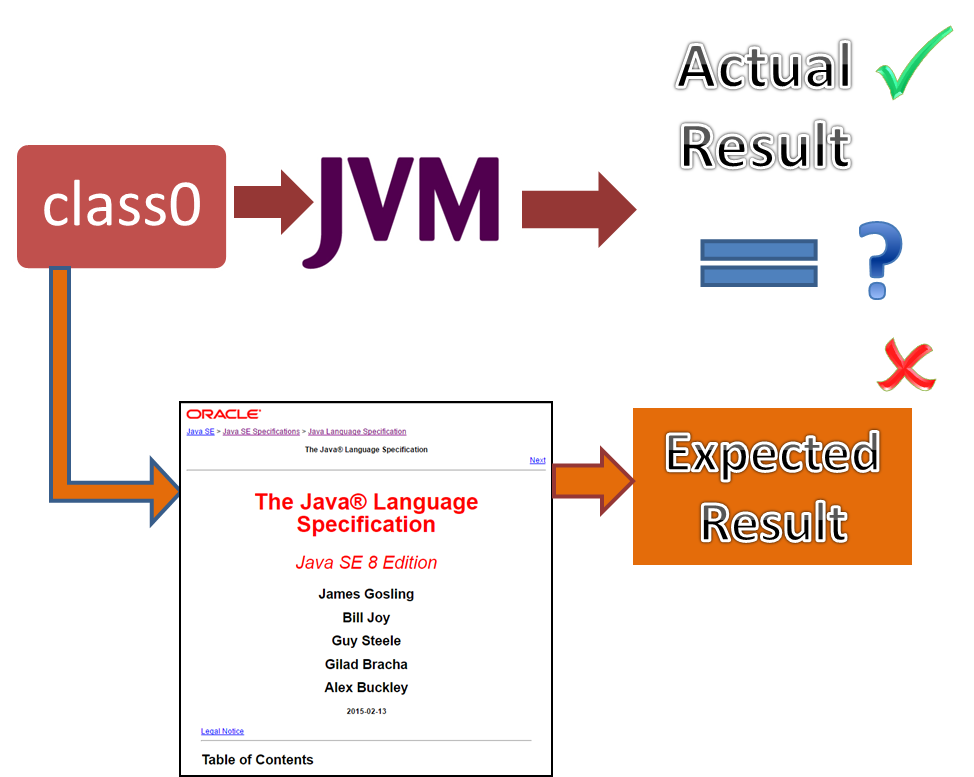 Actual
Result
class0
JVM
?
ORACLE®
Java SE > Java SE Specifications > Java Language Specification
The Java® Language Specification
Next
The Java® Language
Specification
Java SE 8 Edition
James Gosling
Bill Joy
Guy Steele
Gilad Bracha
Alex Buckley
2015-02-13
Legal Notice
Table of Contents
Expected
Result